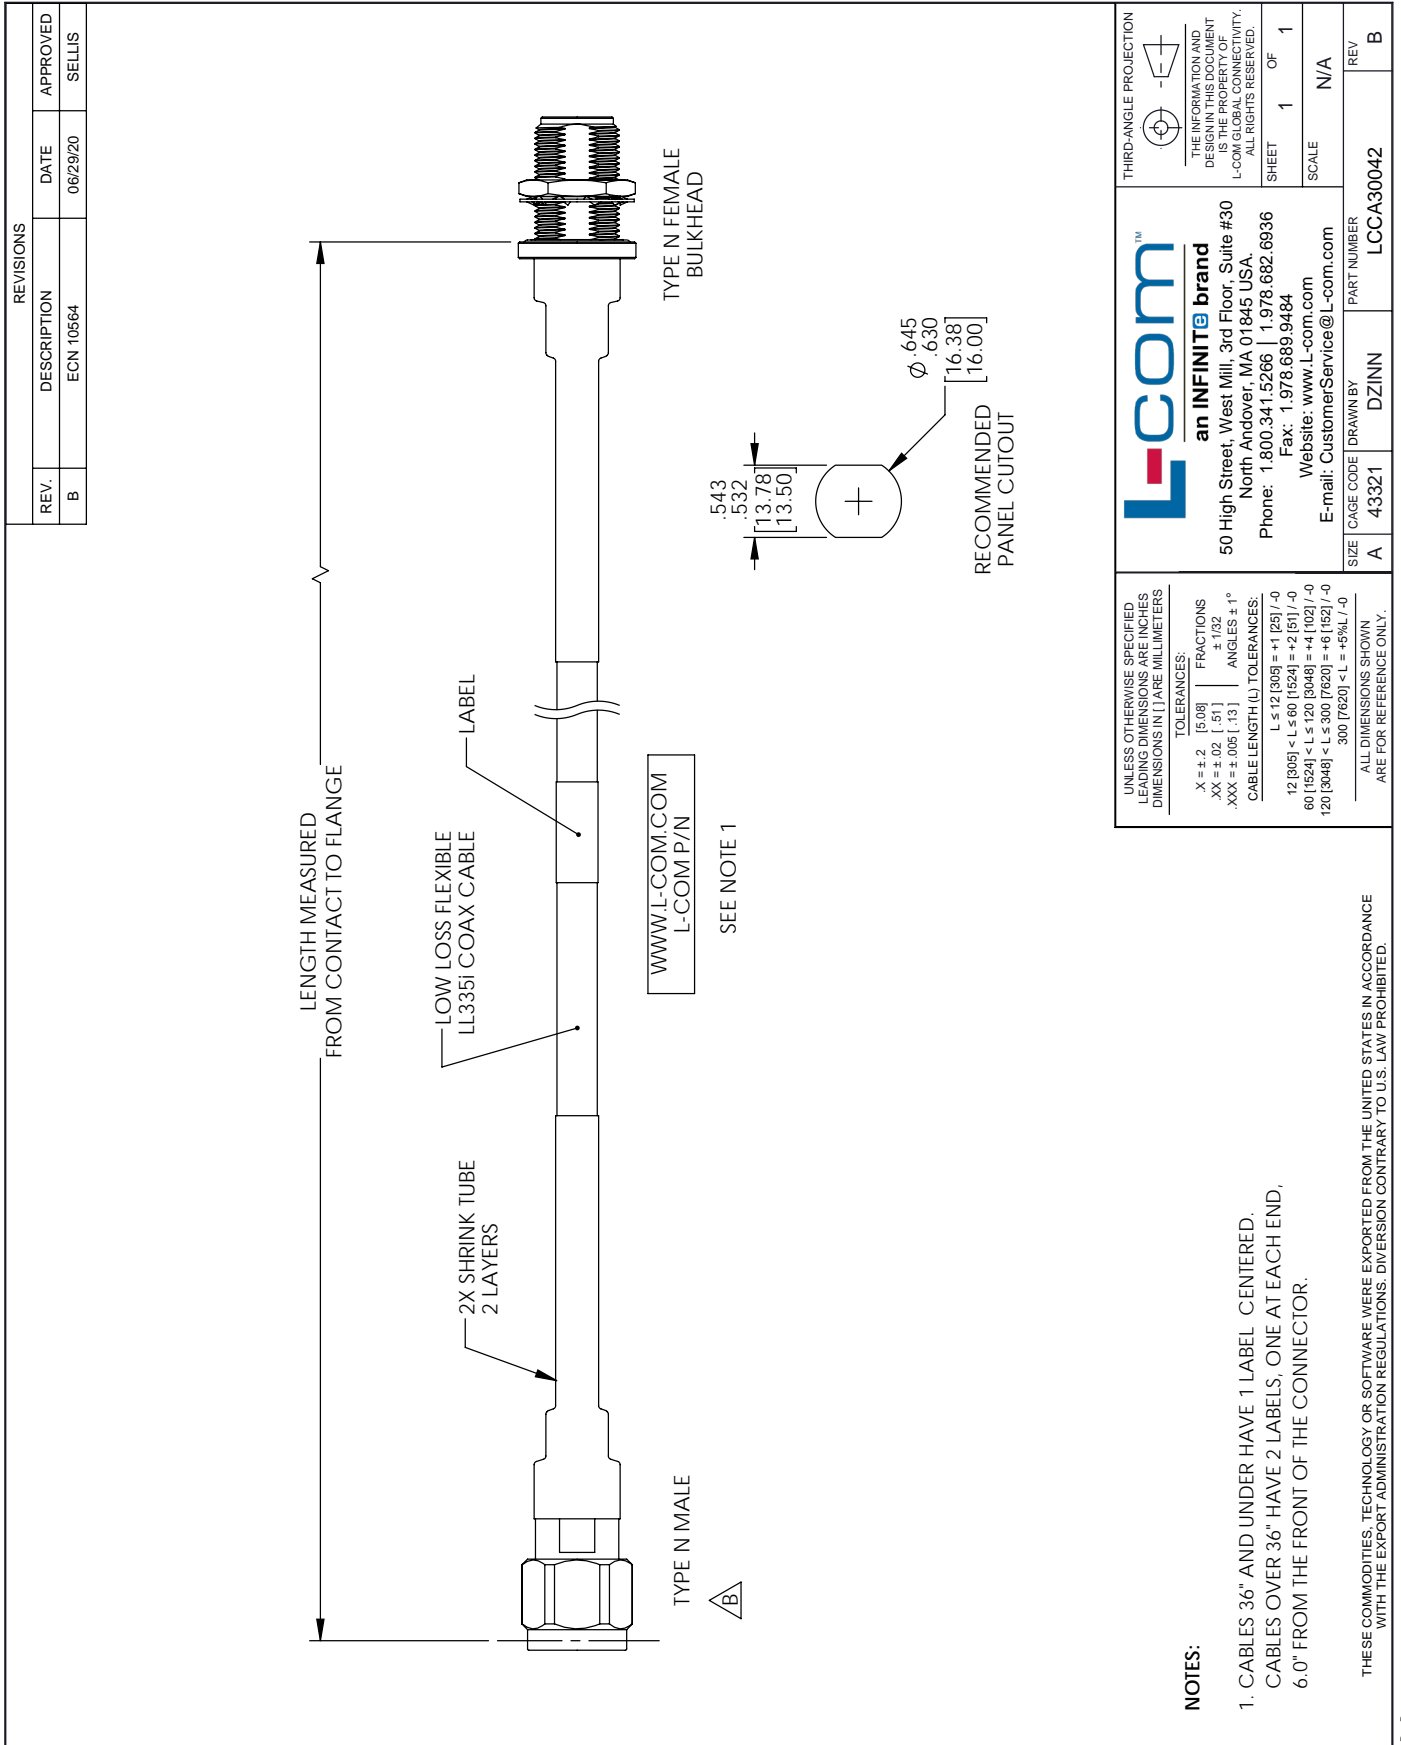 REVISIONS
REV.
DESCRIPTION
DATE
APPROVED
B
ECN 10564
06/29/20
SELLIS
LENGTH MEASURED
FROM CONTACT TO FLANGE
LOW LOSS FLEXIBLE
LL335i COAX CABLE
LABEL
2X SHRINK TUBE
2 LAYERS
TYPE N MALE
B
WWW.L-COM.COM
L-COM P/N
SEE NOTE 1
TYPE N FEMALE
BULKHEAD
.543
.532
[13.78]
[13.50]
Ø .645
.630
[16.38]
[16.00]
RECOMMENDED
PANEL CUTOUT
NOTES:
1. CABLES 36" AND UNDER HAVE 1 LABEL CENTERED.
CABLES OVER 36" HAVE 2 LABELS, ONE AT EACH END,
6.0" FROM THE FRONT OF THE CONNECTOR.
THESE COMMODITIES, TECHNOLOGY OR SOFTWARE WERE EXPORTED FROM THE UNITED STATES IN ACCORDANCE
WITH THE EXPORT ADMINISTRATION REGULATIONS. DIVERSION CONTRARY TO U.S. LAW PROHIBITED.
UNLESS OTHERWISE SPECIFIED
LEADING DIMENSIONS ARE INCHES
DIMENSIONS IN [ ] ARE MILLIMETERS
TOLERANCES:
.X = ± .2 [5.08]
.XX = ± .02 [ .51 ]
.XXX = ± .005 [ .13 ]
FRACTIONS
± 1/32
ANGLES ± 1°
CABLE LENGTH (L) TOLERANCES:
L ≤ 12 [305] = +1 [25] / -0
12 [305] < L ≤ 60 [1524] = +2 [51] / -0
60 [1524] < L ≤ 120 [3048] = +4 [102] / -0
120 [3048] < L ≤ 300 [7620] = +6 [152] / -0
300 [7620] < L = +5%L / -0
ALL DIMENSIONS SHOWN
ARE FOR REFERENCE ONLY.
L-com™
an INFINITe brand
50 High Street, West Mill, 3rd Floor, Suite #30
North Andover, MA 01845 USA.
Phone: 1.800.341.5266 | 1.978.682.6936
Fax: 1.978.689.9484
Website: www.L-com.com
E-mail: CustomerService@L-com.com
THIRD-ANGLE PROJECTION
THE INFORMATION AND
DESIGN IN THIS DOCUMENT
IS THE PROPERTY OF
L-COM GLOBAL CONNECTIVITY.
ALL RIGHTS RESERVED.
SHEET
1 OF 1
SCALE
N/A
SIZE
A
CAGE CODE
43321
DRAWN BY
DZINN
PART NUMBER
LCCA30042
REV
B